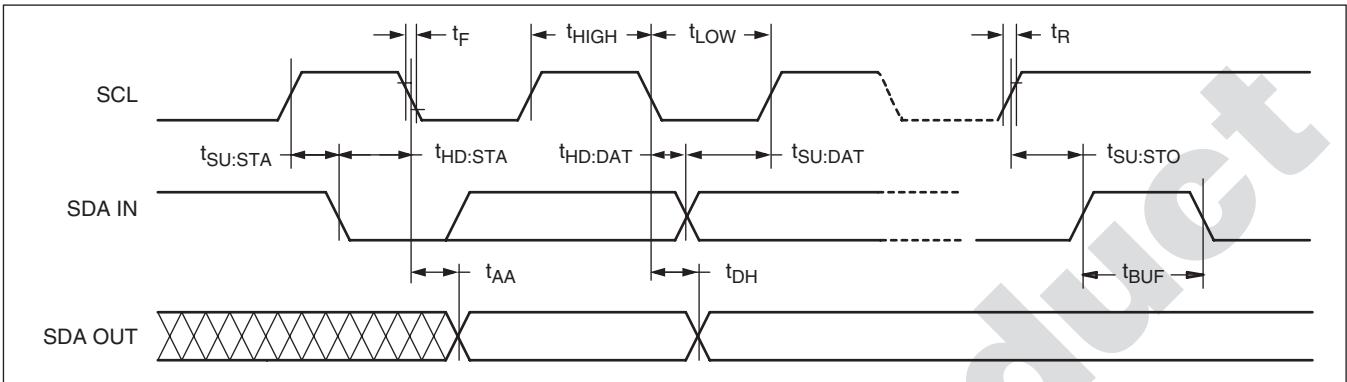 tF tHIGH tLOW tR
SCL
tSU:STA tHD:STA tHD:DAT tSU:DAT tSU:STO
SDA IN
tAA tDH tBUF
SDA OUT
duct